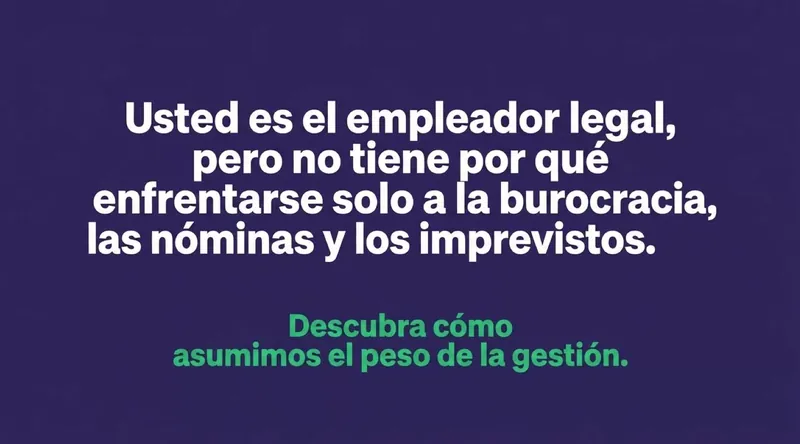 Usted es el empleador legal,
pero no tiene por qué
enfrentarse solo a la burocracia,
las nóminas y los imprevistos.
Descubra cómo
asumimos el peso de la gestión.